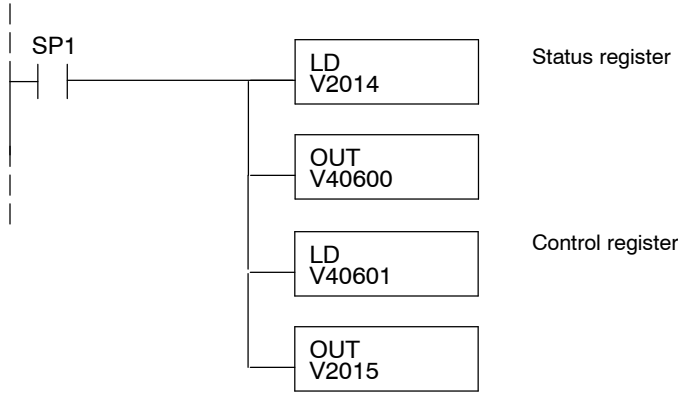 SP1
LD
V2014
Status register
OUT
V40600
LD
V40601
Control register
OUT
V2015